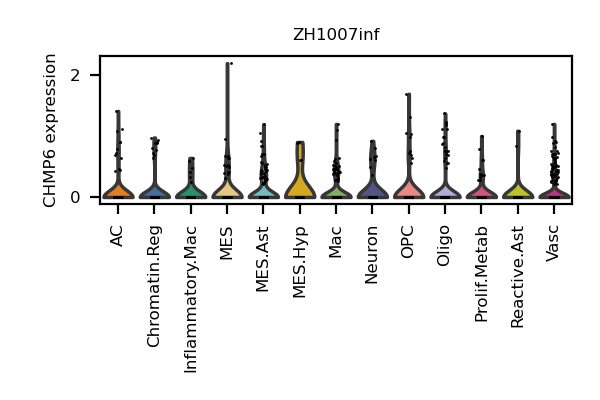 ZH1007inf
CHMP6 expression
2
0
AC
Chromatin.Reg
Inflammatory.Mac
MES
MES.Ast
MES.Hyp
Mac
Neuron
OPC
Oligo
Prolif.Metab
Reactive.Ast
Vasc